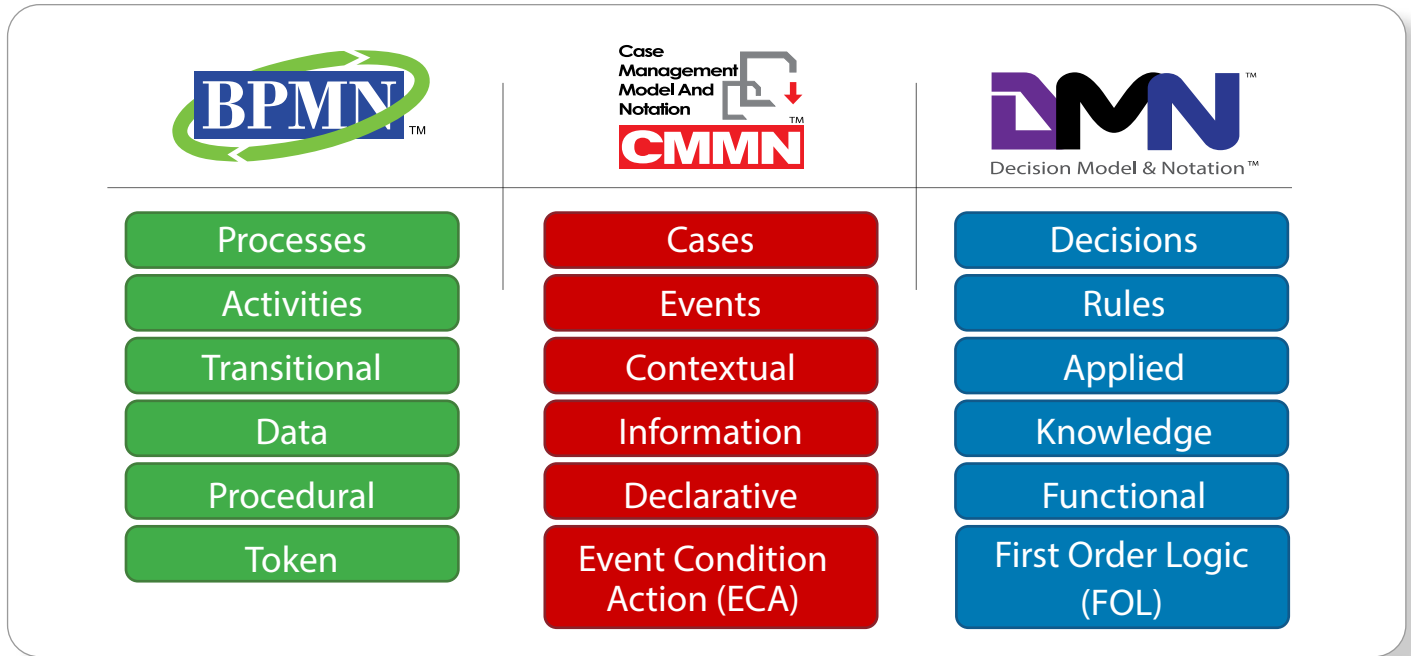 BPMN TM
Case
Management
Model And
Notation
TM
CMMN
DMN TM
Decision Model & Notation™
Processes
Activities
Transitional
Data
Procedural
Token
Cases
Events
Contextual
Information
Declarative
Event Condition
Action (ECA)
Decisions
Rules
Applied
Knowledge
Functional
First Order Logic
(FOL)